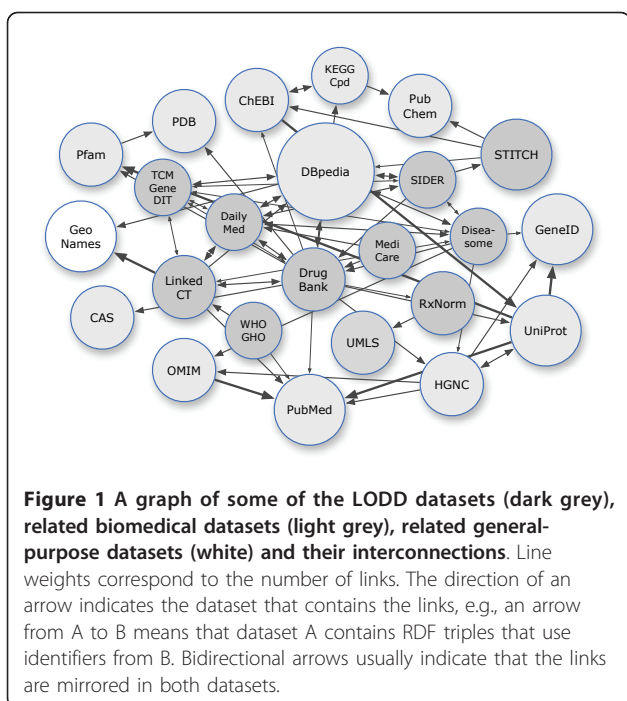 KEGG
Cpd
ChEBI
Pub
Chem
PDB
DBpedia
Pfam
STITCH
TCM
Gene
DIT
SIDER
Daily
Med
Geo
Names
Disea-
some
GeneID
Medi
Care
Linked
CT
Drug
Bank
RxNorm
CAS
WHO
GHO
UMLS
UniProt
OMIM
HGNC
PubMed
Figure 1 A graph of some of the LODD datasets (dark grey),
related biomedical datasets (light grey), related general-
purpose datasets (white) and their interconnections. Line
weights correspond to the number of links. The direction of an
arrow indicates the dataset that contains the links, e.g., an arrow
from A to B means that dataset A contains RDF triples that use
identifiers from B. Bidirectional arrows usually indicate that the links
are mirrored in both datasets.